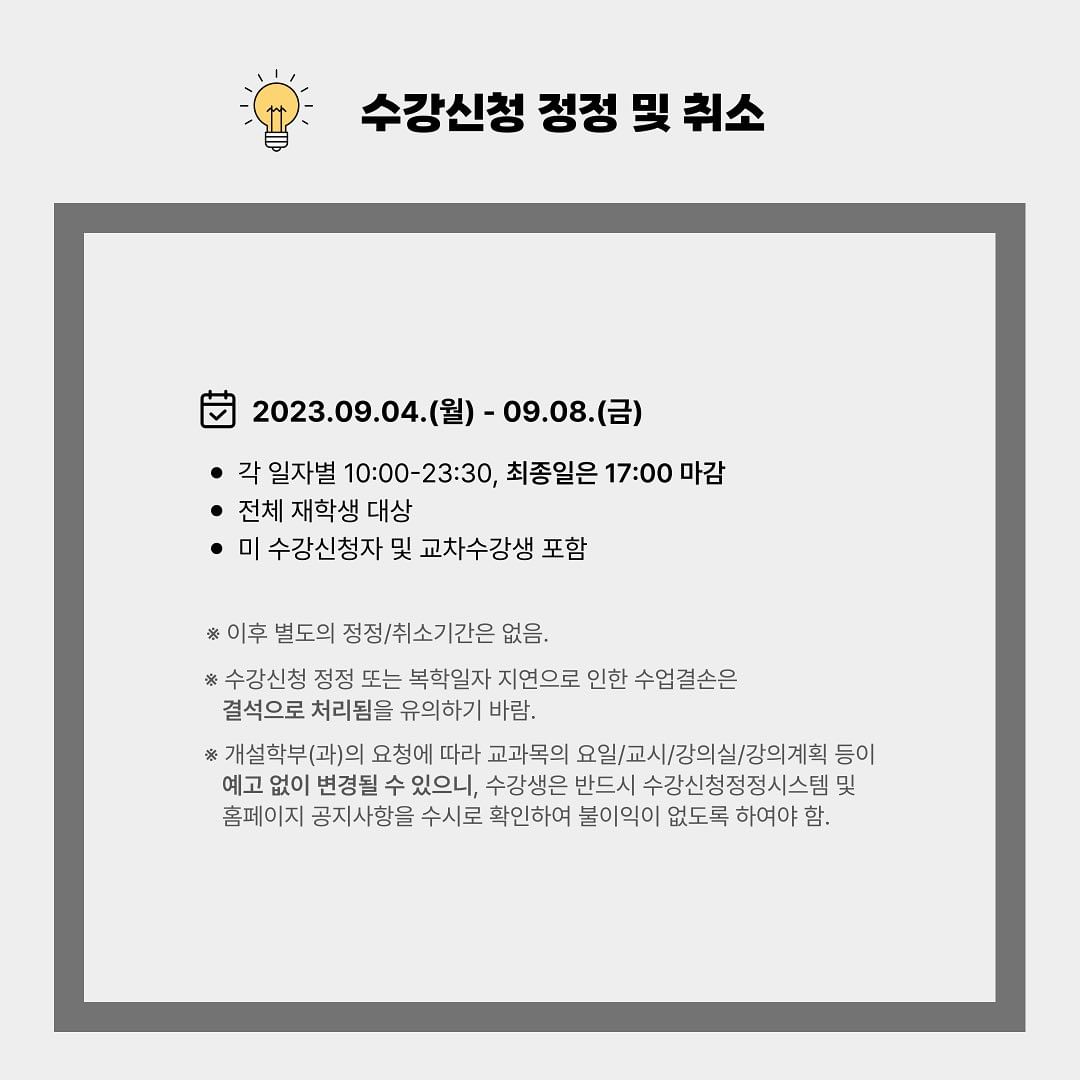 수강신청 정정 및 취소
2023.09.04.(월) - 09.08.(금)
• 각 일자별 10:00-23:30, 최종일은 17:00 마감
• 전체 재학생 대상
• 미 수강신청자 및 교차수강생 포함
※ 이후 별도의 정정/취소기간은 없음.
※ 수강신청 정정 또는 복학일자 지연으로 인한 수업결손은
결석으로 처리됨을 유의하기 바람.
※ 개설학부(과)의 요청에 따라 교과목의 요일/교시/강의실/강의계획 등이
예고 없이 변경될 수 있으니, 수강생은 반드시 수강신청정정시스템 및
홈페이지 공지사항을 수시로 확인하여 불이익이 없도록 하여야 함.